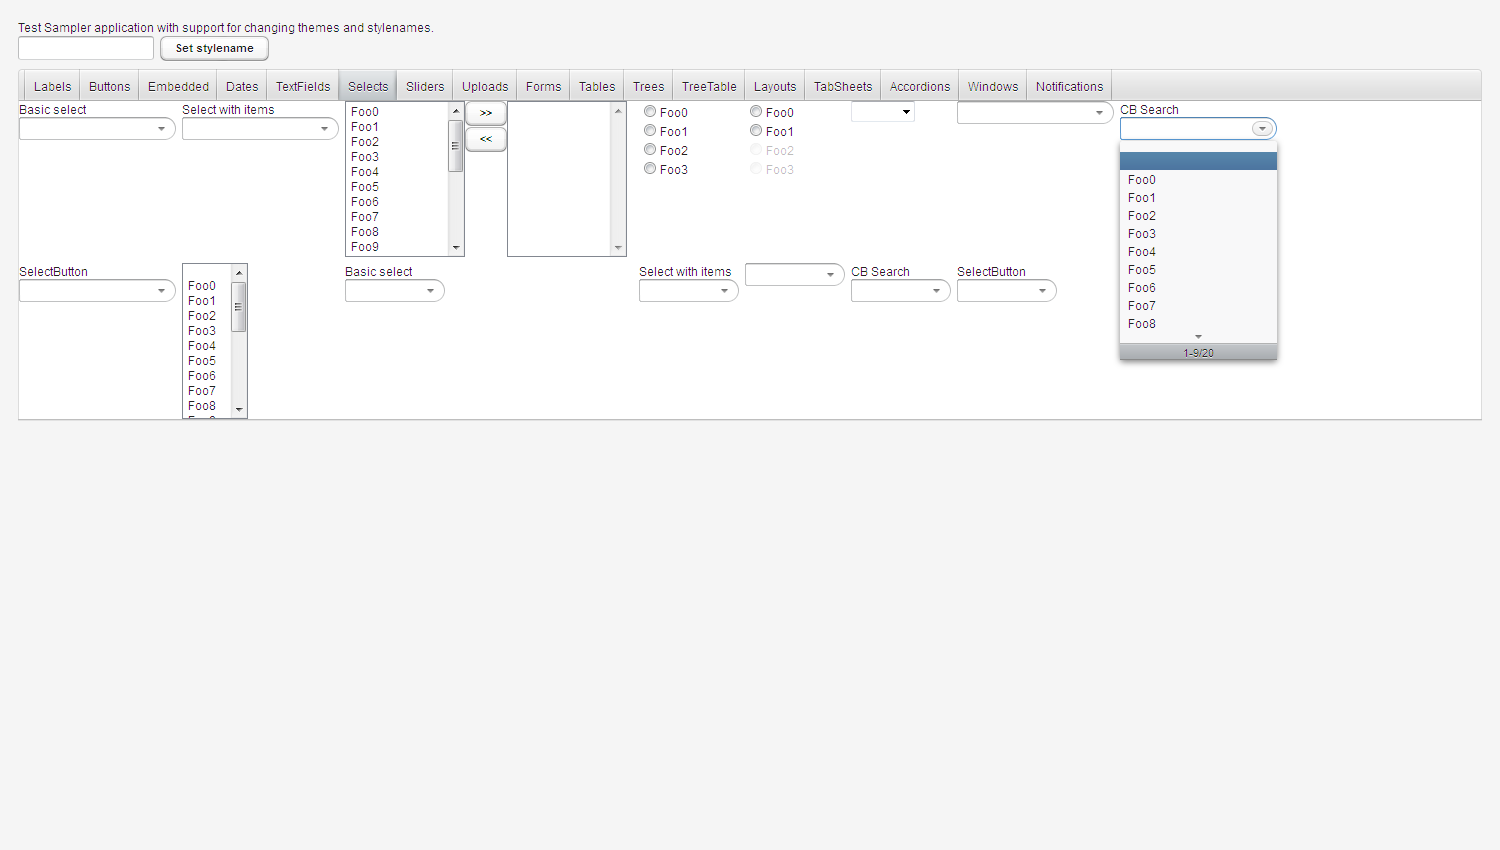 Test Sampler application with support for changing themes and stylenames.
Set stylename
Labels Buttons Embedded Dates TextFields Selects Sliders Uploads Forms Tables Trees TreeTable Layouts TabSheets Accordions Windows Notifications
Basic select
Select with items
Foo0
Foo1
Foo2
Foo3
Foo4
Foo5
Foo6
Foo7
Foo8
Foo9
>>
<<
Foo0
Foo1
Foo2
Foo3
Foo0
Foo1
Foo2
Foo3
CB Search
Foo0
Foo1
Foo2
Foo3
Foo4
Foo5
Foo6
Foo7
Foo8
1-9/20
SelectButton
Foo0
Foo1
Foo2
Foo3
Foo4
Foo5
Foo6
Foo7
Foo8
Basic select
Select with items
CB Search
SelectButton